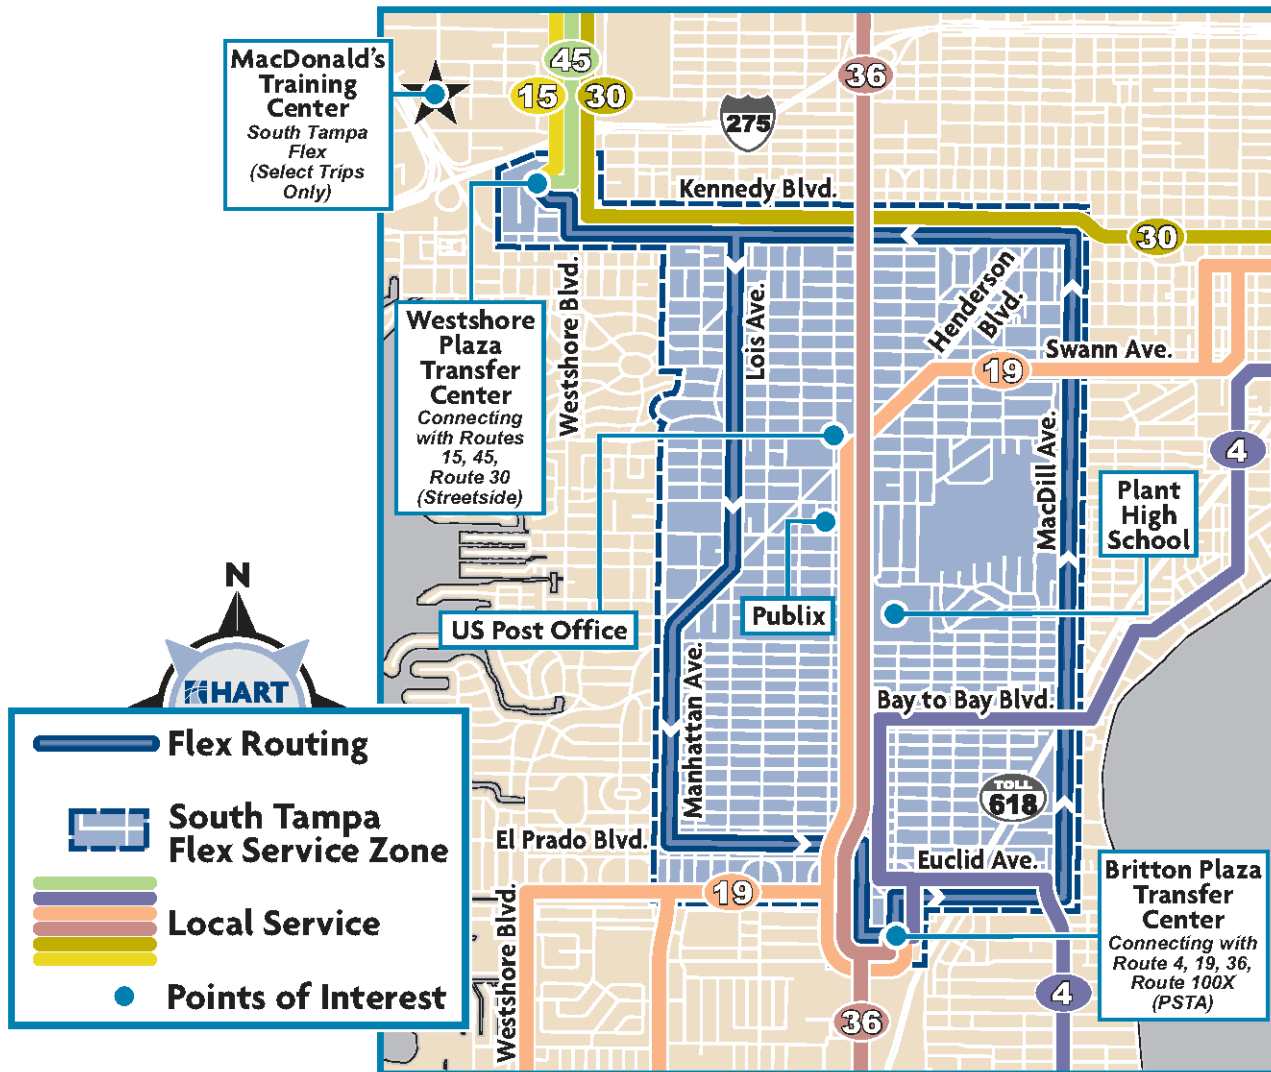 MacDonald's
Training
Center
South Tampa
Flex
(Select Trips
Only)
45
15
30
36
275
Kennedy Blvd.
30
Westshore
Plaza
Transfer
Center
Connecting
with Routes
15, 45,
Route 30
(Streetside)
Westshore Blvd.
Lois Ave.
Henderson
Blvd.
Swann Ave.
19
4
MacDill Ave.
Plant
High
School
US Post Office
Publix
N
HART
Manhattan Ave.
Bay to Bay Blvd.
TOLL
618
El Prado Blvd.
Euclid Ave.
19
Westshore Blvd.
Britton Plaza
Transfer
Center
Connecting with
Route 4, 19, 36,
Route 100X
(PSTA)
4
36
Flex Routing
South Tampa
Flex Service Zone
Local Service
Points of Interest